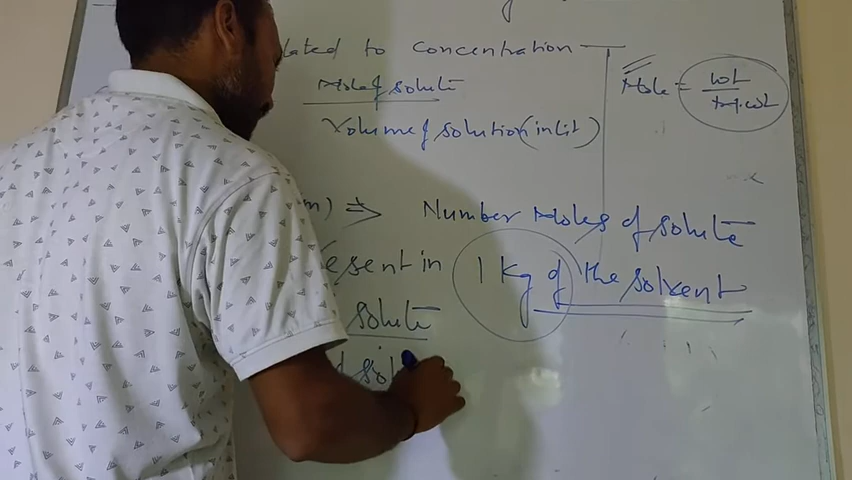 lated to Concentration
Mole of solute
Volume of solution (in lit)
Mole = wt
M.wt
m) ⇒ Number Moles of solute
esent in 1 kg of the solvent
solute